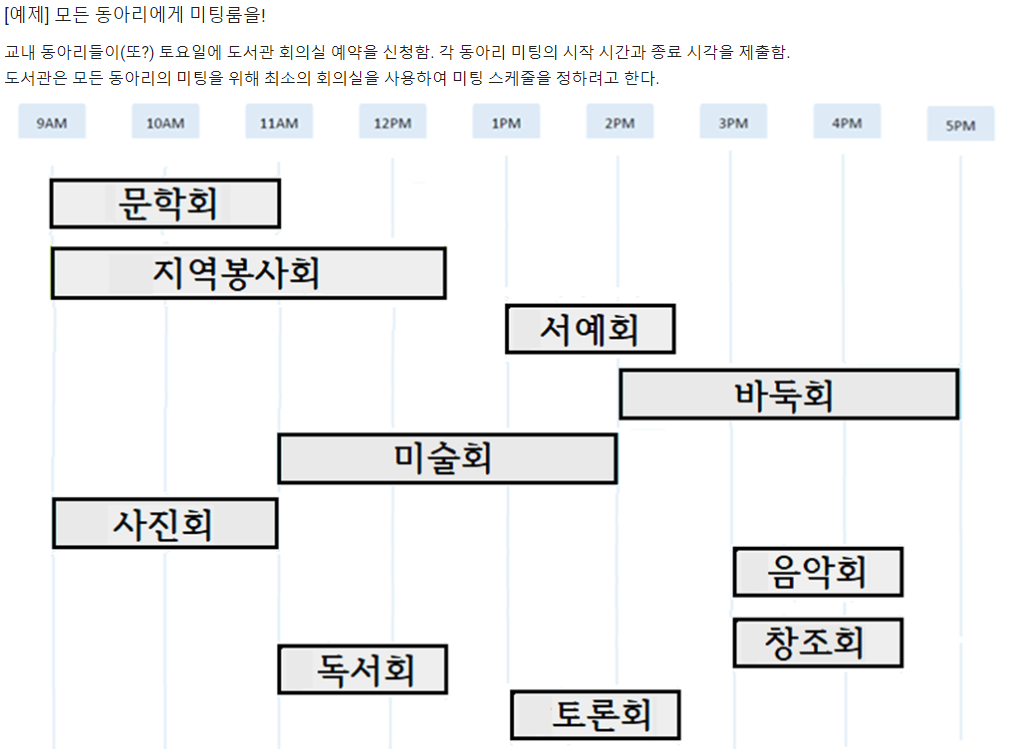 [예제] 모든 동아리에게 미팅룸을!
교내 동아리들이(또?) 토요일에 도서관 회의실 예약을 신청함. 각 동아리 미팅의 시작 시간과 종료 시각을 제출함.
도서관은 모든 동아리의 미팅을 위해 최소의 회의실을 사용하여 미팅 스케줄을 정하려고 한다.
9AM 10AM 11AM 12PM 1PM 2PM 3PM 4PM 5PM
문학회
지역봉사회
서예회
바둑회
미술회
사진회
음악회
창조회
독서회
토론회